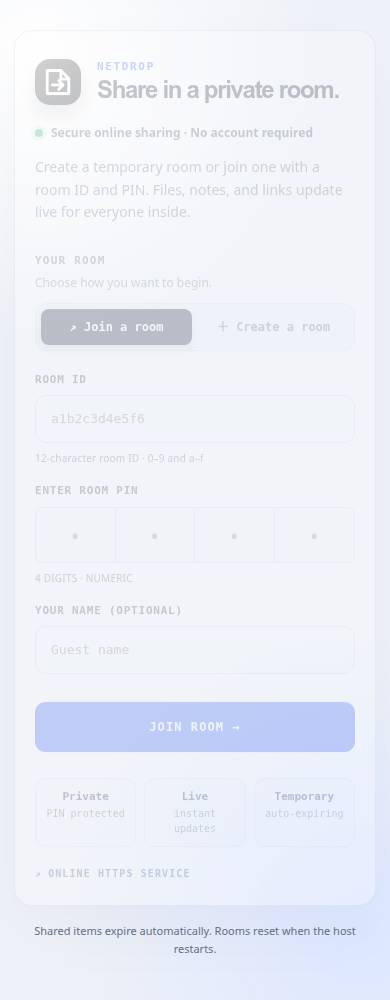 NETDROP
Share in a private room.
Secure online sharing · No account required
Create a temporary room or join one with a
room ID and PIN. Files, notes, and links update
live for everyone inside.
YOUR ROOM
Choose how you want to begin.
↗ Join a room
+ Create a room
ROOM ID
a1b2c3d4e5f6
12-character room ID · 0–9 and a–f
ENTER ROOM PIN
• • • •
4 DIGITS · NUMERIC
YOUR NAME (OPTIONAL)
Guest name
JOIN ROOM →
Private
PIN protected
Live
instant
updates
Temporary
auto-expiring
↗ ONLINE HTTPS SERVICE
Shared items expire automatically. Rooms reset when the host
restarts.